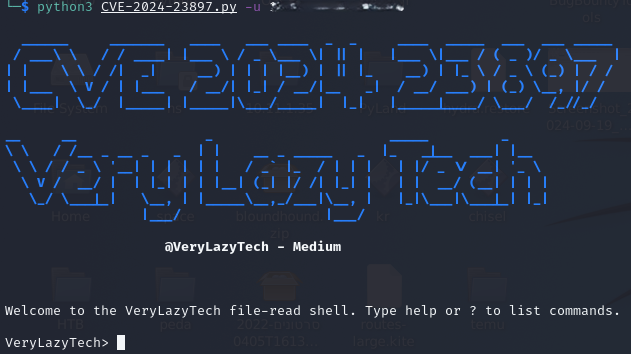 └─$ python3 CVE-2024-23897.py -u
CVE-2024-23897
VeryLazyTech
@VeryLazyTech - Medium
Welcome to the VeryLazyTech file-read shell. Type help or ? to list commands.
VeryLazyTech>